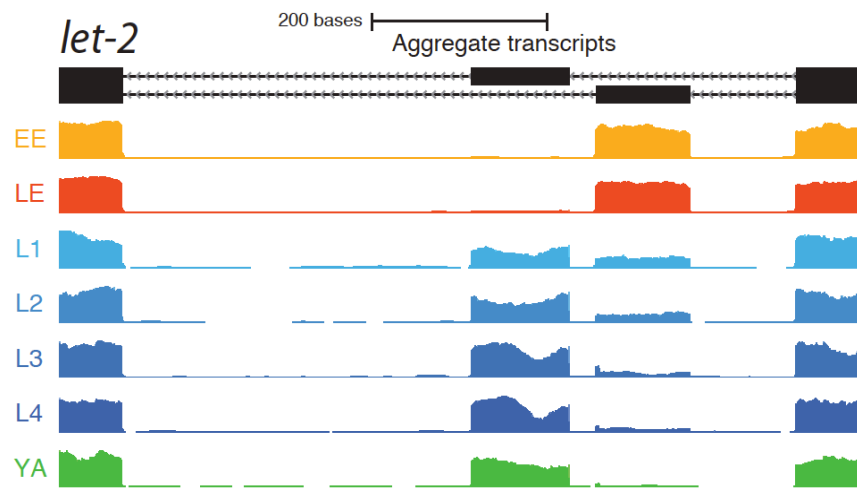 200 bases
let-2
Aggregate transcripts
EE
LE
L1
L2
L3
L4
YA